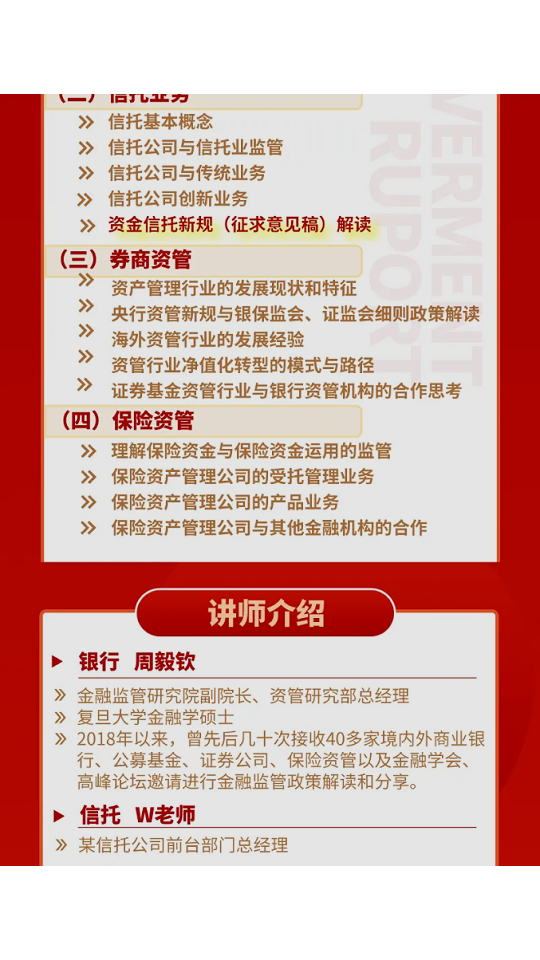 （二）信托业务
信托基本概念
信托公司与信托业监管
信托公司与传统业务
信托公司创新业务
资金信托新规（征求意见稿）解读
（三）券商资管
资产管理行业的发展现状和特征
央行资管新规与银保监会、证监会细则政策解读
海外资管行业的发展经验
资管行业净值化转型的模式与路径
证券基金资管行业与银行资管机构的合作思考
（四）保险资管
理解保险资金与保险资金运用的监管
保险资产管理公司的受托管理业务
保险资产管理公司的产品业务
保险资产管理公司与其他金融机构的合作
VERMENT
RUPORT
讲师介绍
银行 周毅钦
金融监管研究院副院长、资管研究部总经理
复旦大学金融学硕士
2018年以来，曾先后几十次接收40多家境内外商业银
行、公募基金、证券公司、保险资管以及金融学会、
高峰论坛邀请进行金融监管政策解读和分享。
信托 W老师
某信托公司前台部门总经理